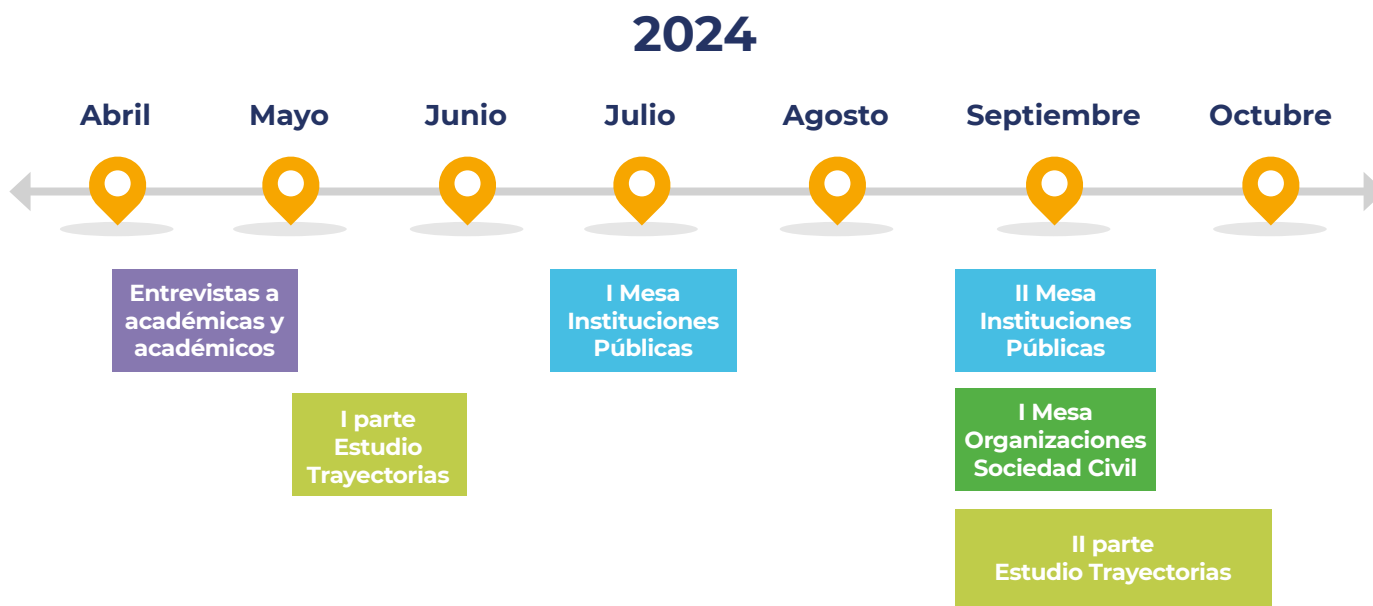 2024
Abril
Mayo
Junio
Julio
Agosto
Septiembre
Octubre
Entrevistas a
académicas y
académicos
I parte
Estudio
Trayectorias
I Mesa
Instituciones
Públicas
II Mesa
Instituciones
Públicas
I Mesa
Organizaciones
Sociedad Civil
II parte
Estudio Trayectorias